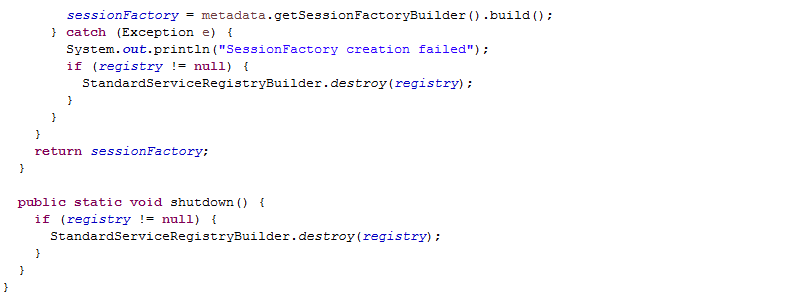 sessionFactory = metadata.getSessionFactoryBuilder().build();
} catch (Exception e) {
System.out.println("SessionFactory creation failed");
if (registry != null) {
StandardServiceRegistryBuilder.destroy(registry);
}
}
}
return sessionFactory;
}
public static void shutdown() {
if (registry != null) {
StandardServiceRegistryBuilder.destroy(registry);
}
}
}